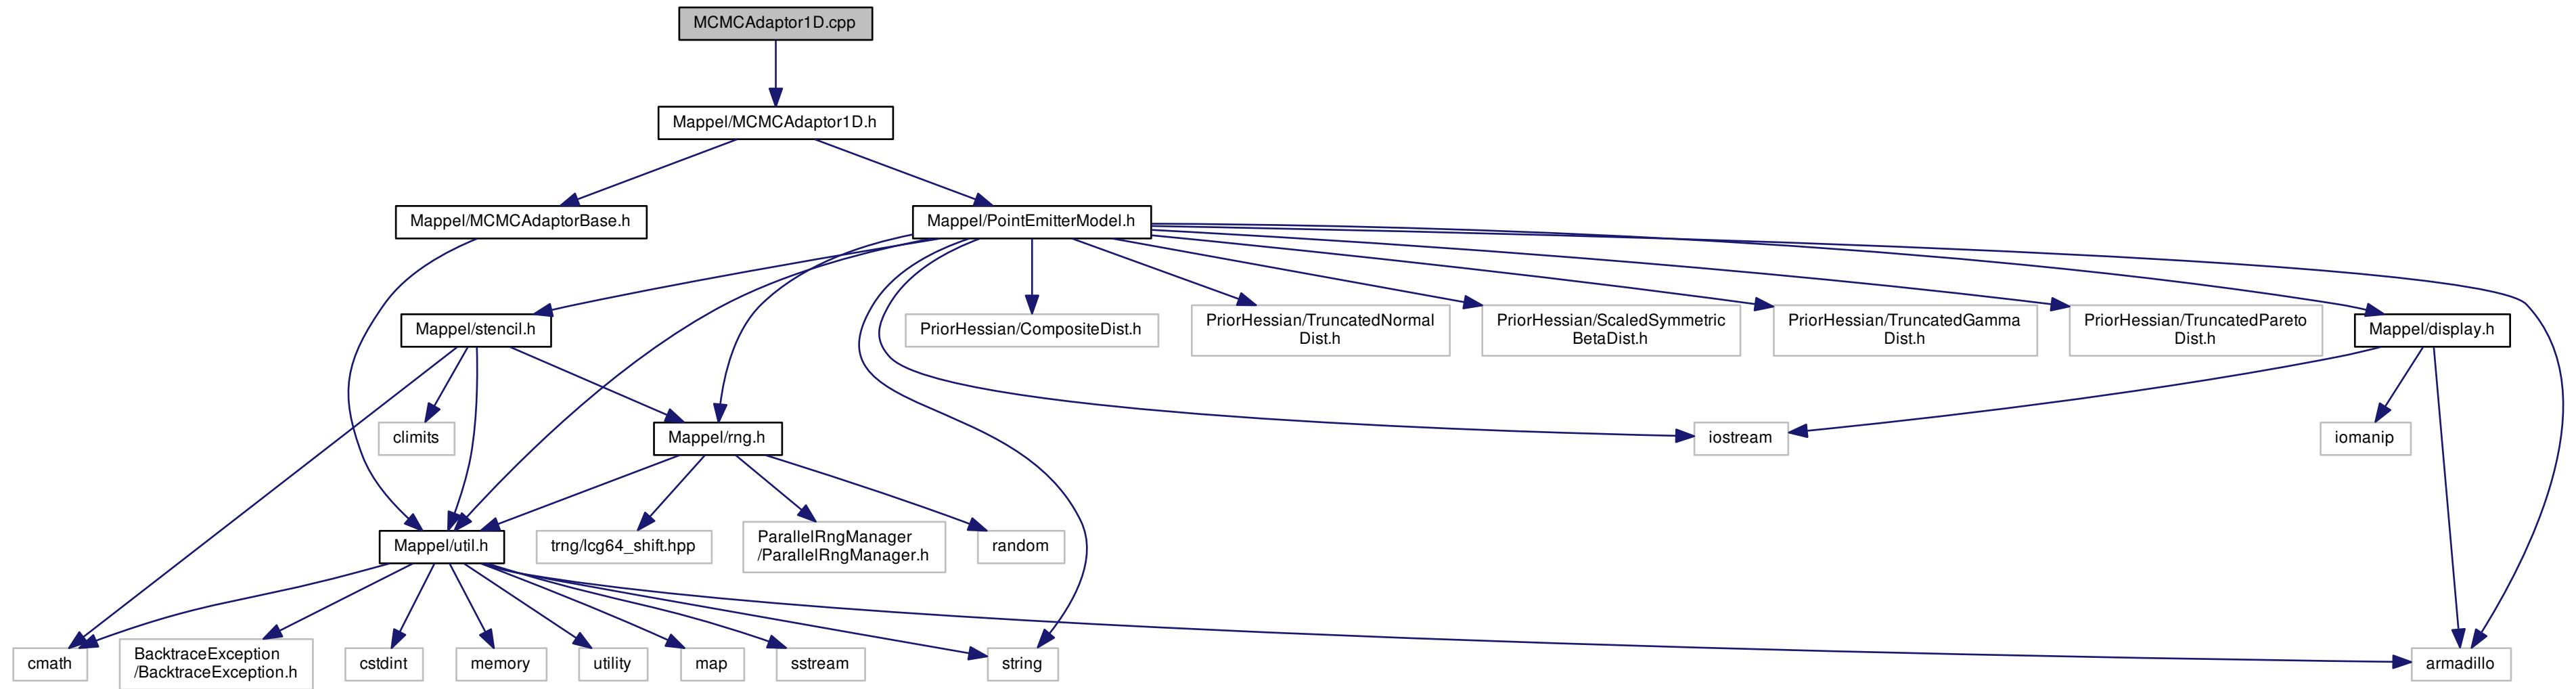 MCMCAdaptor1D.cpp
Mappel/MCMCAdaptor1D.h
Mappel/MCMCAdaptorBase.h
Mappel/PointEmitterModel.h
Mappel/stencil.h
PriorHessian/CompositeDist.h
PriorHessian/TruncatedNormal
Dist.h
PriorHessian/ScaledSymmetric
BetaDist.h
PriorHessian/TruncatedGamma
Dist.h
PriorHessian/TruncatedPareto
Dist.h
Mappel/display.h
climits
Mappel/rng.h
iostream
iomanip
Mappel/util.h
trng/lcg64_shift.hpp
ParallelRngManager
/ParallelRngManager.h
random
cmath
BacktraceException
/BacktraceException.h
cstdint
memory
utility
map
sstream
string
armadillo